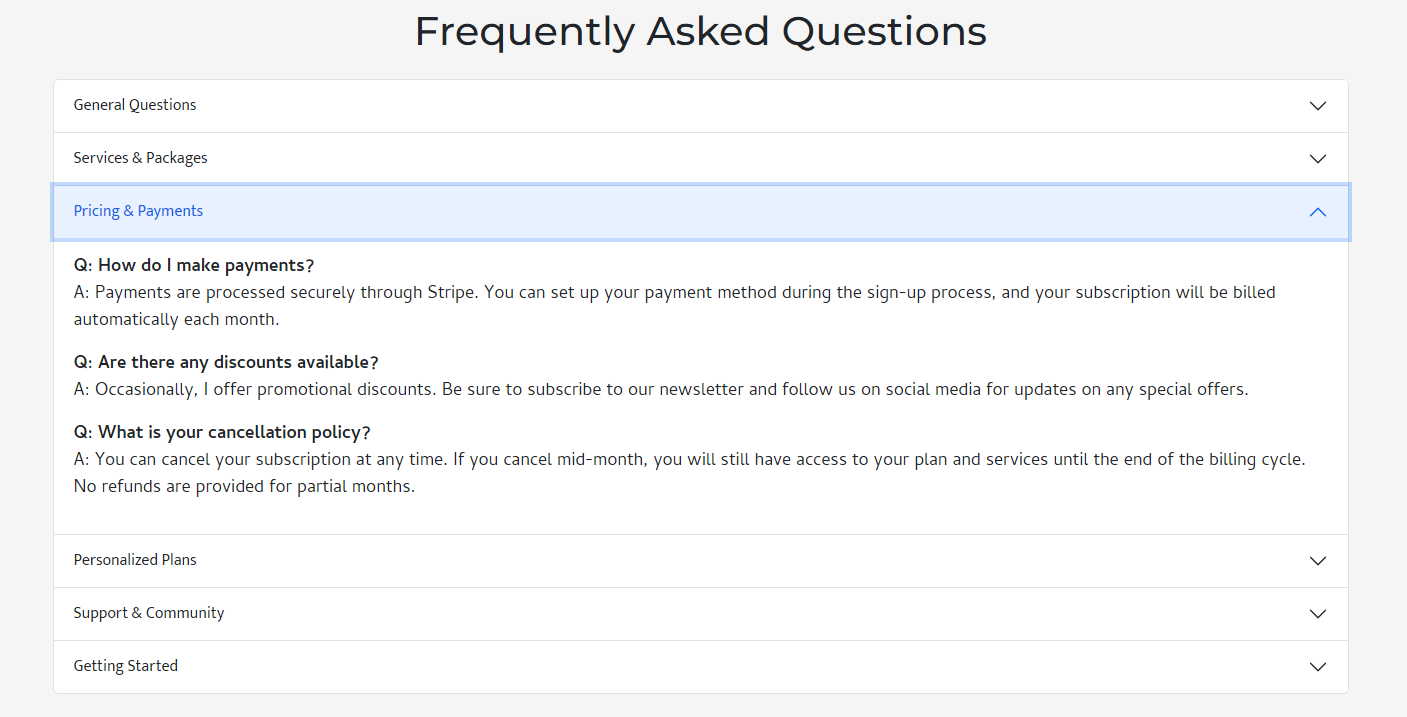 Frequently Asked Questions
General Questions
Services & Packages
Pricing & Payments
Q: How do I make payments?
A: Payments are processed securely through Stripe. You can set up your payment method during the sign-up process, and your subscription will be billed
automatically each month.
Q: Are there any discounts available?
A: Occasionally, I offer promotional discounts. Be sure to subscribe to our newsletter and follow us on social media for updates on any special offers.
Q: What is your cancellation policy?
A: You can cancel your subscription at any time. If you cancel mid-month, you will still have access to your plan and services until the end of the billing cycle.
No refunds are provided for partial months.
Personalized Plans
Support & Community
Getting Started